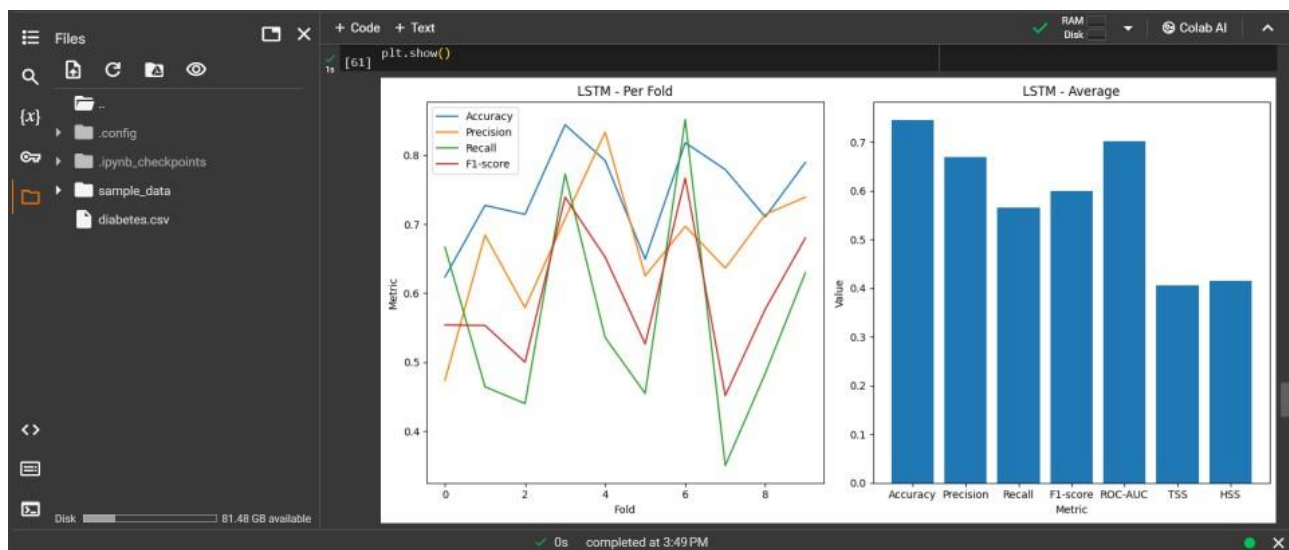 Files
+ Code + Text
RAM
Disk
Colab AI
[61]
1s
plt.show()
{x}
..
.config
.ipynb_checkpoints
sample_data
diabetes.csv
LSTM - Per Fold
Accuracy
Precision
Recall
F1-score
0.8
0.7
0.6
0.5
0.4
Metric
0 2 4 6 8
Fold
LSTM - Average
0.7
0.6
0.5
0.4
0.3
0.2
0.1
0.0
Value
Accuracy Precision Recall F1-score ROC-AUC TSS HSS
Metric
Disk 81.48 GB available
0s completed at 3:49 PM